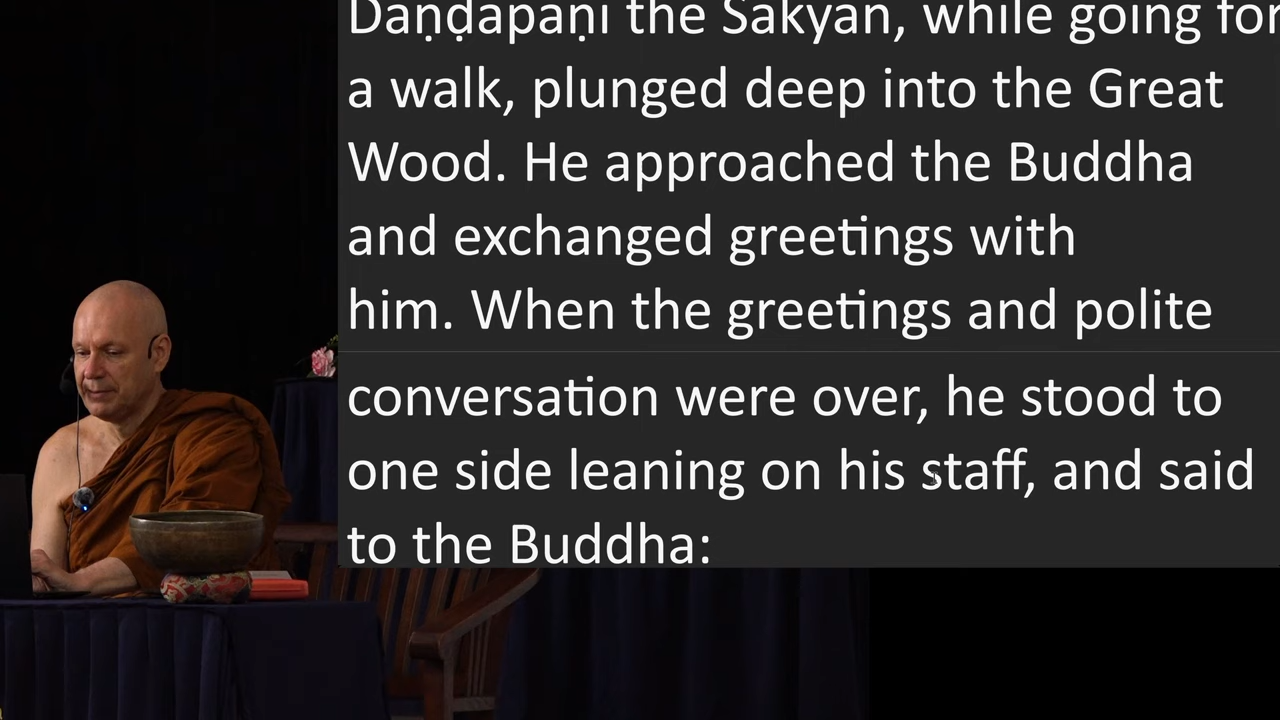 Daṇḍapāṇi the Sakyan, while going for
a walk, plunged deep into the Great
Wood. He approached the Buddha
and exchanged greetings with
him. When the greetings and polite
conversation were over, he stood to
one side leaning on his staff, and said
to the Buddha: